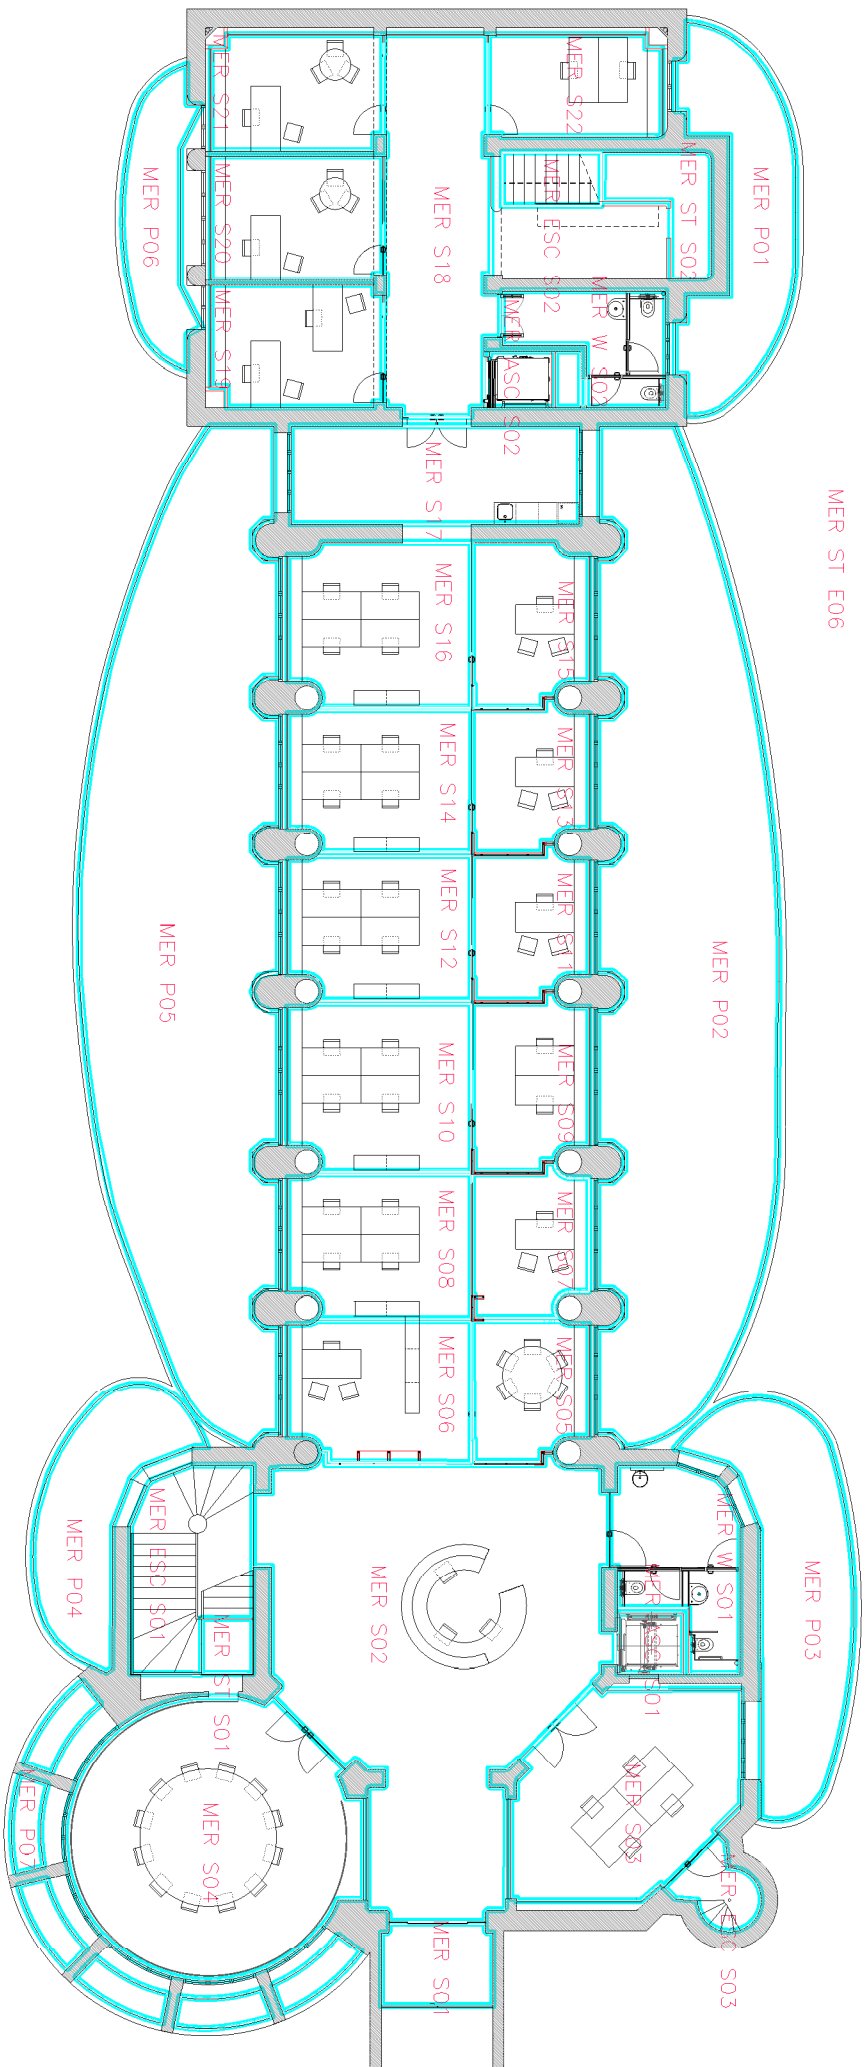 MER S21
MER S22
MER ST S02
MER P01
MER P06
MER S20
MER S18
MER ESC S02
MER S19
MER W S02
MER ASC S02
MER S17
MER ST E06
MER S16
MER S15
MER S14
MER S13
MER S12
MER S11
MER P05
MER P02
MER S10
MER S09
MER S08
MER S07
MER S06
MER S05
MER P04
MER ESC S01
MER S02
MER W S01
MER P03
MER ST S01
MER ASC S01
MER P07
MER S04
MER S03
MER ESC S03
MER S01